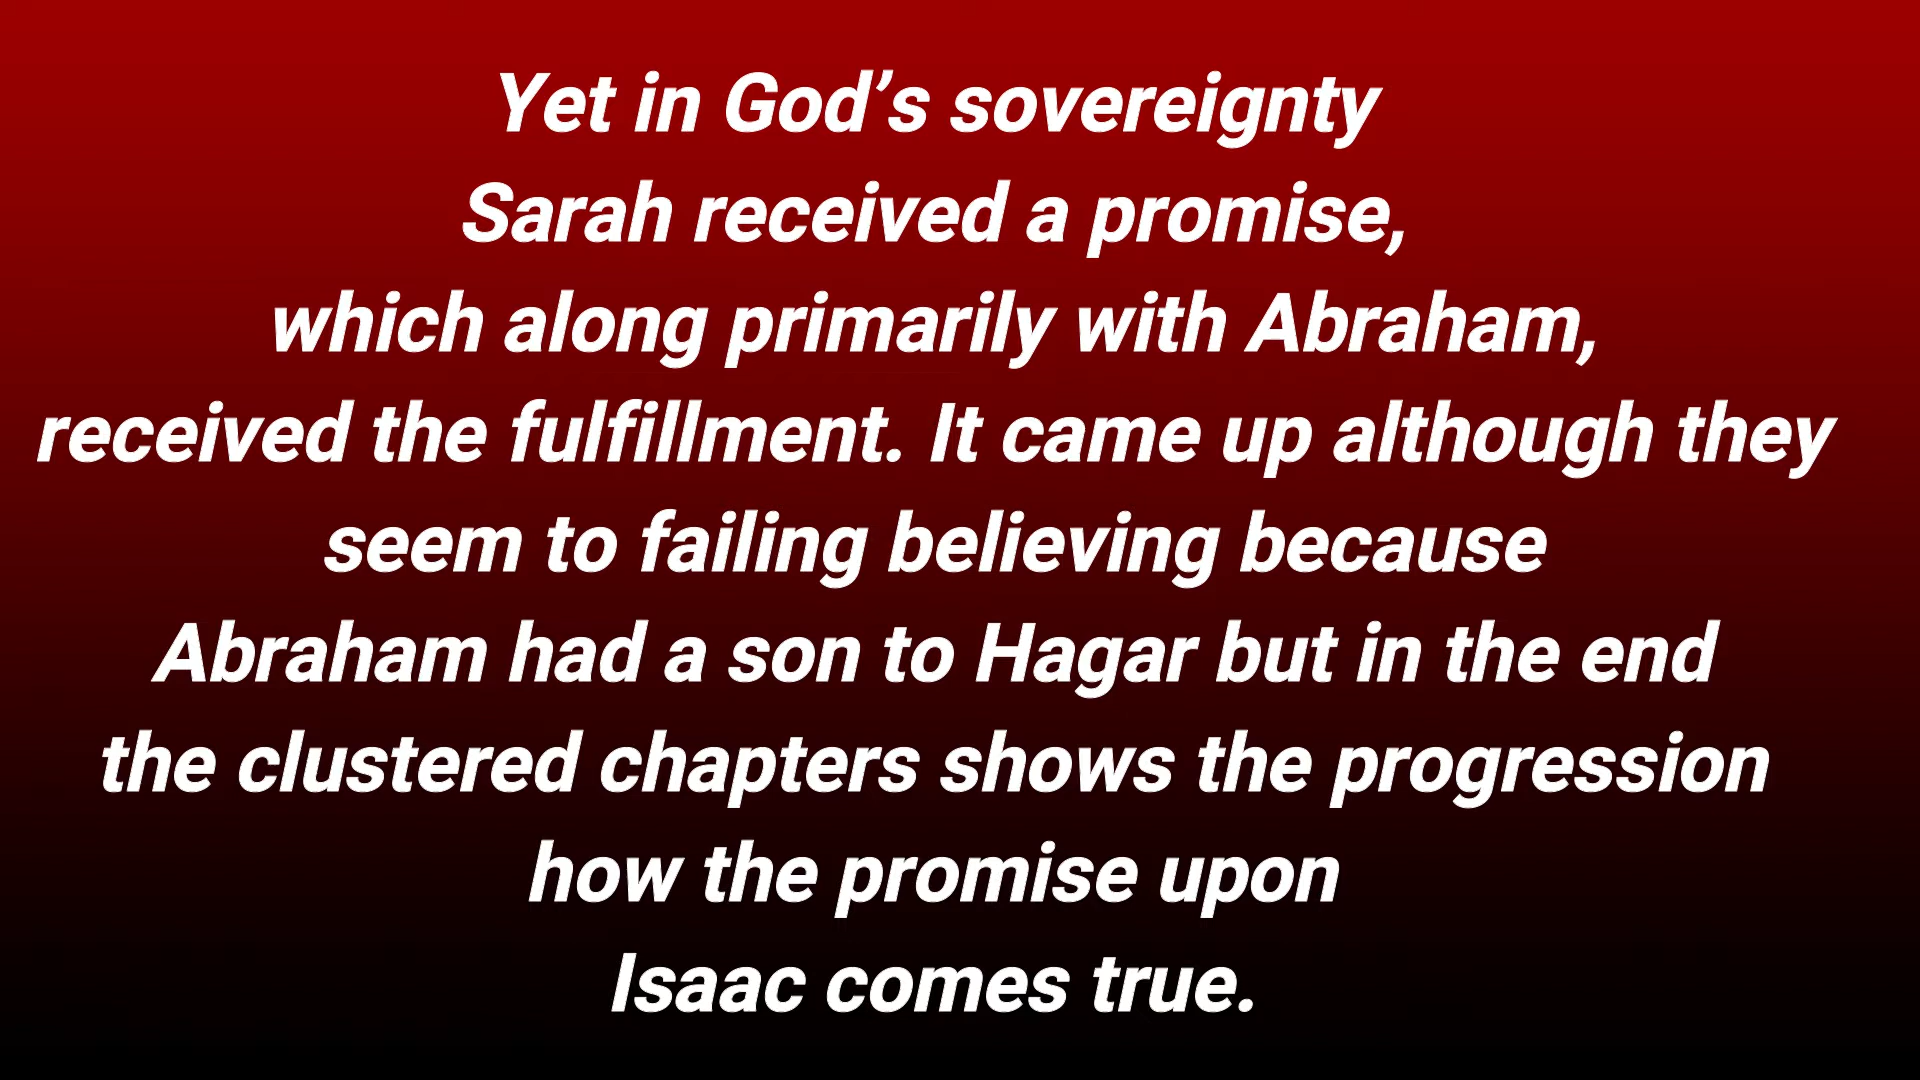 Yet in God’s sovereignty
Sarah received a promise,
which along primarily with Abraham,
received the fulfillment. It came up although they
seem to failing believing because
Abraham had a son to Hagar but in the end
the clustered chapters shows the progression
how the promise upon
Isaac comes true.